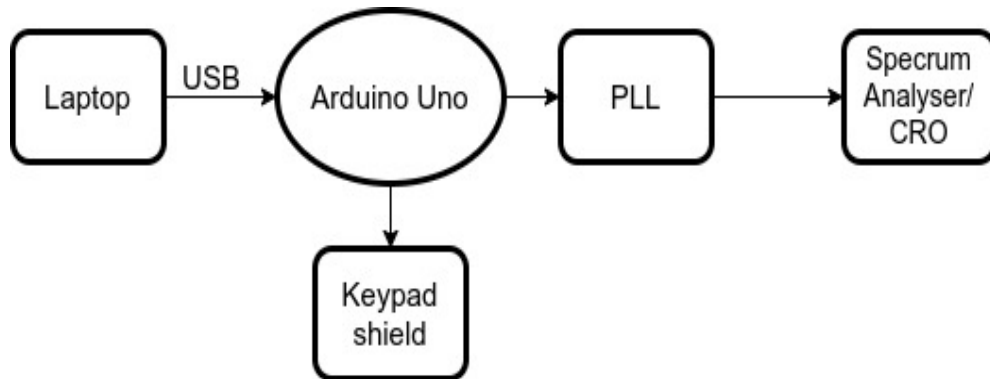 Laptop
USB
Arduino Uno
PLL
Specrum
Analyser/
CRO
Keypad
shield